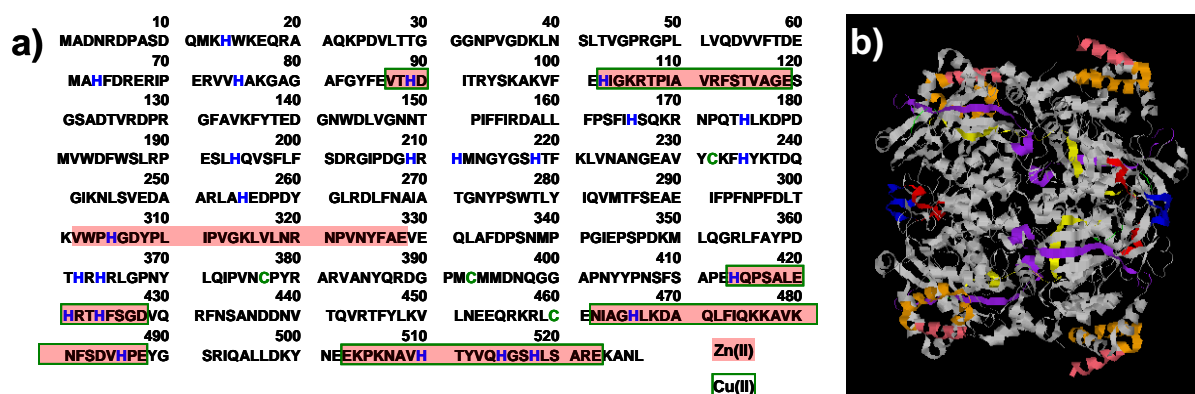 a)
10 20 30 40 50 60
MADNRDPASD QMKHWKEQRA AQKPDVLTTG GGNPVGDKLN SLTVGPRGPL LVQDVVFTDE
70 80 90 100 110 120
MAHFDRERIP ERVVHAKGAG AFGYFEVTHD ITRYSKAKVF EHIGKRTPIA VRFSTVAGES
130 140 150 160 170 180
GSADTVRDPR GFAVKFYTED GNWDLVGNNT PIFFIRDALL FPSFIHSQKR NPQTHLKDPD
190 200 210 220 230 240
MVWDFWSLRP ESLHQVSFLF SDRGIPDGHR HMNGYGSHTF KLVNANGEAV YCKFHYKTDQ
250 260 270 280 290 300
GIKNLSVEDA ARLAHEDPDY GLRDLFNAIA TGNYPSWTLY IQVMTFSEAE IFPFNPFDLT
310 320 330 340 350 360
KVWPHGDYPL IPVGKLVLNR NPVNYFAEVE QLAFDPSNMP PGIEPSPDKM LQGRLFAYPD
370 380 390 400 410 420
THRHRLGPNY LQIPVNCPYR ARVANYQRDG PMCMMDNQGG APNYYPNSFS APEHQPSALE
430 440 450 460 470 480
HRTHFSGDVQ RFNSANDDNV TQVRTFYLKV LNEEQRKRLC ENIAGHLKDA QLFIQKKAVK
490 500 510 520
NFSDVHPEYG SRIQALLDKY NEEKPKNAVH TYVQHGSHLS AREKANL
Zn(II)
Cu(II)
b)